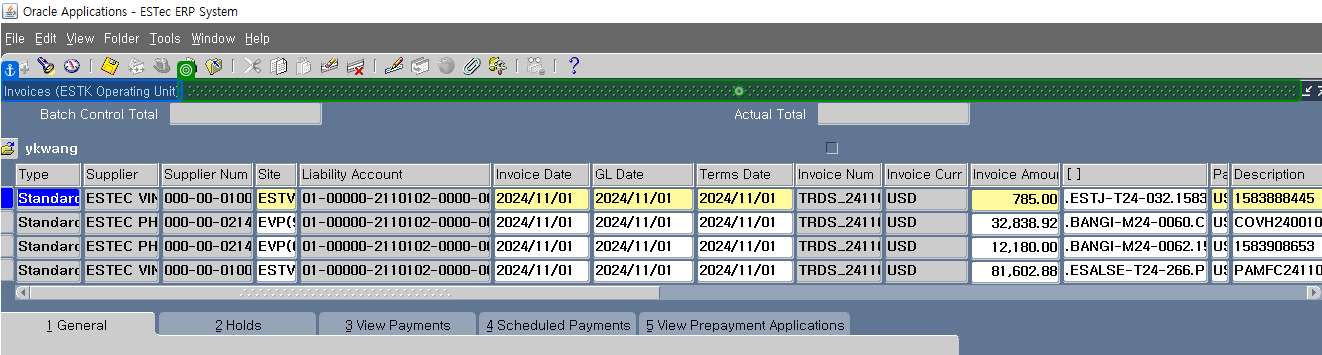 Oracle Applications - ESTec ERP System
File Edit View Folder Tools Window Help
Invoices (ESTK Operating Unit)
Batch Control Total Actual Total
ykwang
Type Supplier Supplier Num Site Liability Account Invoice Date GL Date Terms Date Invoice Num Invoice Curr Invoice Amou [ ] Pa Description
Standard ESTEC VIN 000-00-0100 ESTV 01-00000-2110102-0000-00 2024/11/01 2024/11/01 2024/11/01 TRDS_2411 USD 785.00 .ESTJ-T24-032.1583 US 1583888445
Standard ESTEC PH 000-00-0214 EVP(S 01-00000-2110102-0000-00 2024/11/01 2024/11/01 2024/11/01 TRDS_2411 USD 32,838.92 .BANGI-M24-0060.C US COVH240010
Standard ESTEC PH 000-00-0214 EVP( 01-00000-2110102-0000-00 2024/11/01 2024/11/01 2024/11/01 TRDS_2411 USD 12,180.00 .BANGI-M24-0062.15 US 1583908653
Standard ESTEC VIN 000-00-0100 ESTV 01-00000-2110102-0000-00 2024/11/01 2024/11/01 2024/11/01 TRDS_2411 USD 81,602.88 .ESALSE-T24-266.P US PAMFC24110
1 General 2 Holds 3 View Payments 4 Scheduled Payments 5 View Prepayment Applications